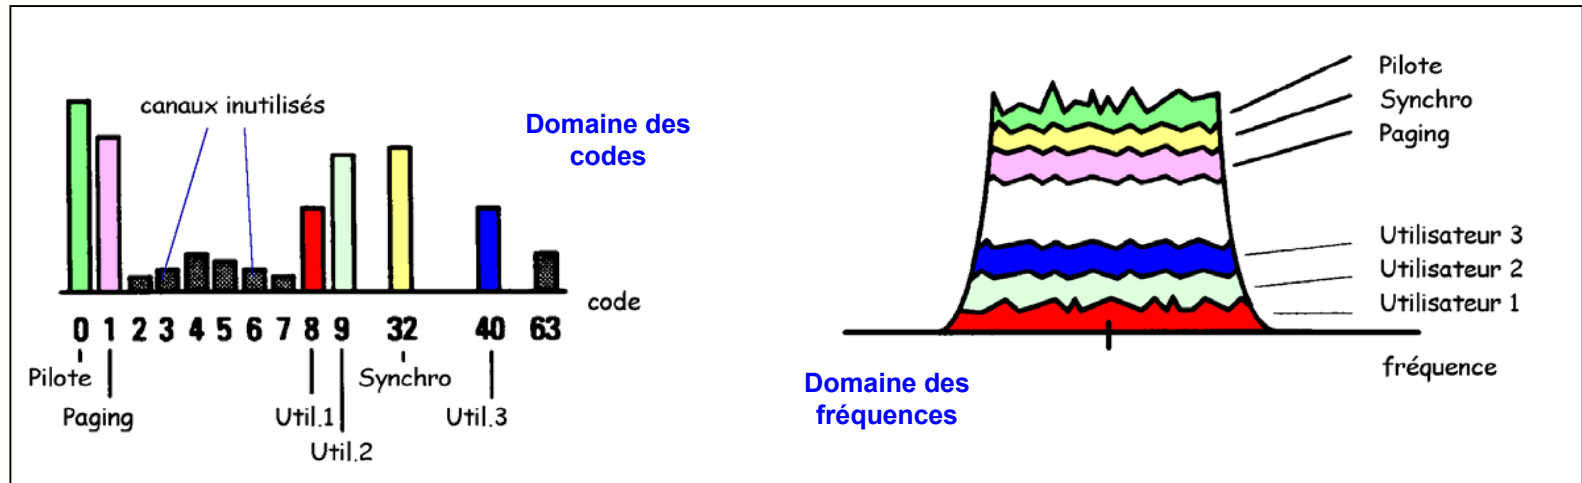 canaux inutilisés
Domaine des
codes
code
0 1 2 3 4 5 6 7 8 9 32 40 63
Pilote
Synchro
Paging
Util.1
Util.3
Util.2
Pilote
Synchro
Paging
Utilisateur 3
Utilisateur 2
Utilisateur 1
fréquence
Domaine des
fréquences